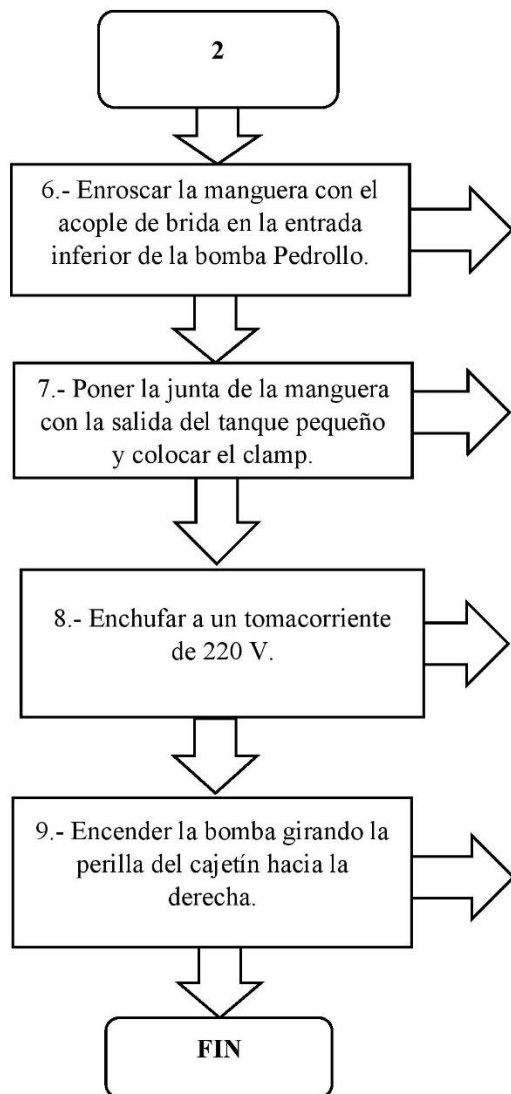 2
6.- Enroscar la manguera con el
acople de brida en la entrada
inferior de la bomba Pedrollo.
7.- Poner la junta de la manguera
con la salida del tanque pequeño
y colocar el clamp.
8.- Enchufar a un tomacorriente
de 220 V.
9.- Encender la bomba girando la
perilla del cajetín hacia la
derecha.
FIN